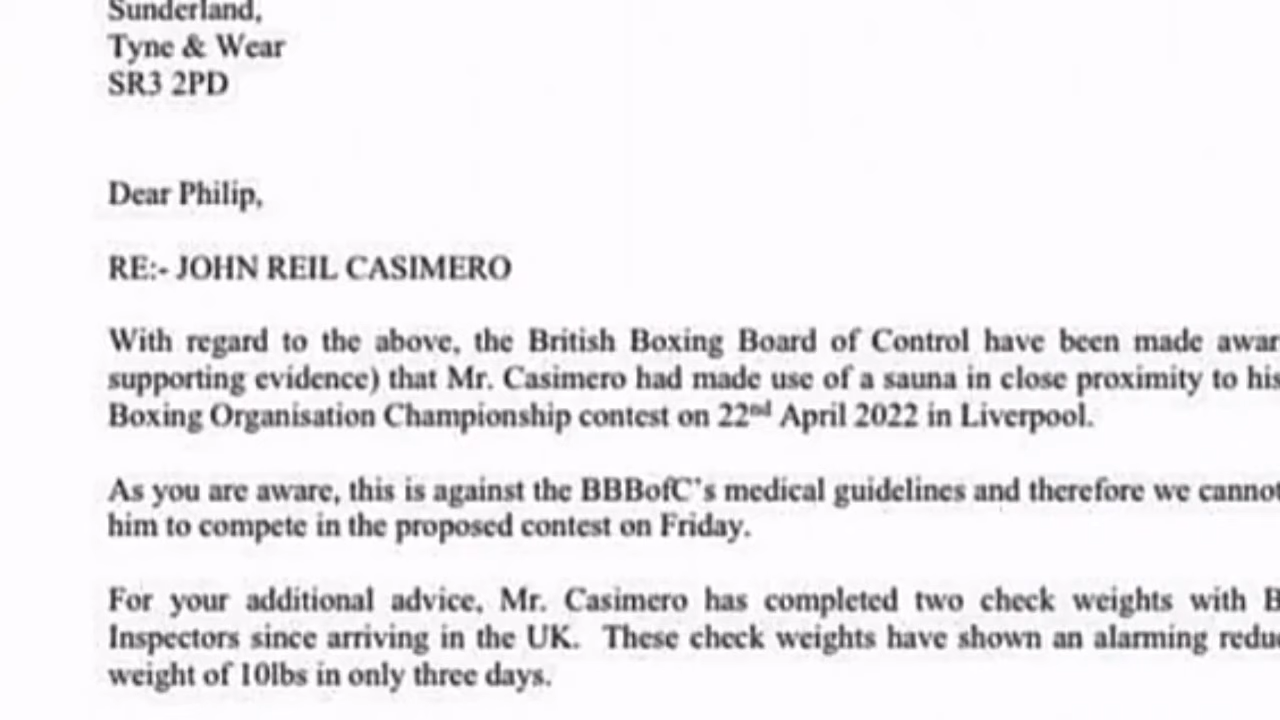 Sunderland,
Tyne & Wear
SR3 2PD
Dear Philip,
RE:- JOHN REIL CASIMERO
With regard to the above, the British Boxing Board of Control have been made awar
supporting evidence) that Mr. Casimero had made use of a sauna in close proximity to his
Boxing Organisation Championship contest on 22nd April 2022 in Liverpool.
As you are aware, this is against the BBBofC's medical guidelines and therefore we cannot
him to compete in the proposed contest on Friday.
For your additional advice, Mr. Casimero has completed two check weights with B
Inspectors since arriving in the UK. These check weights have shown an alarming redu
weight of 10lbs in only three days.